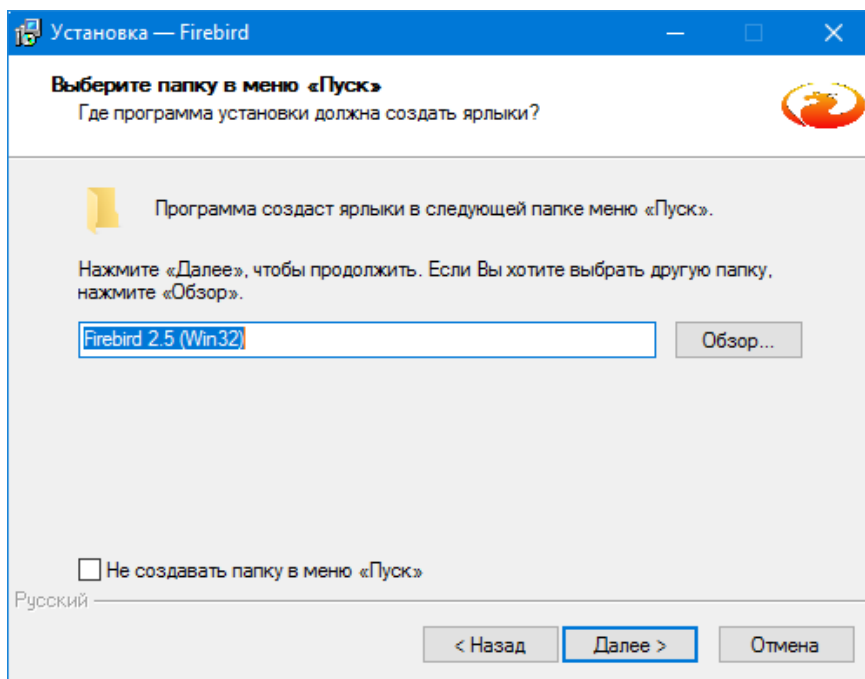 Установка — Firebird
Выберите папку в меню «Пуск»
Где программа установки должна создать ярлыки?
Программа создаст ярлыки в следующей папке меню «Пуск».
Нажмите «Далее», чтобы продолжить. Если Вы хотите выбрать другую папку,
нажмите «Обзор».
Firebird 2.5 (Win32)
Обзор...
Не создавать папку в меню «Пуск»
Русский
< Назад
Далее >
Отмена